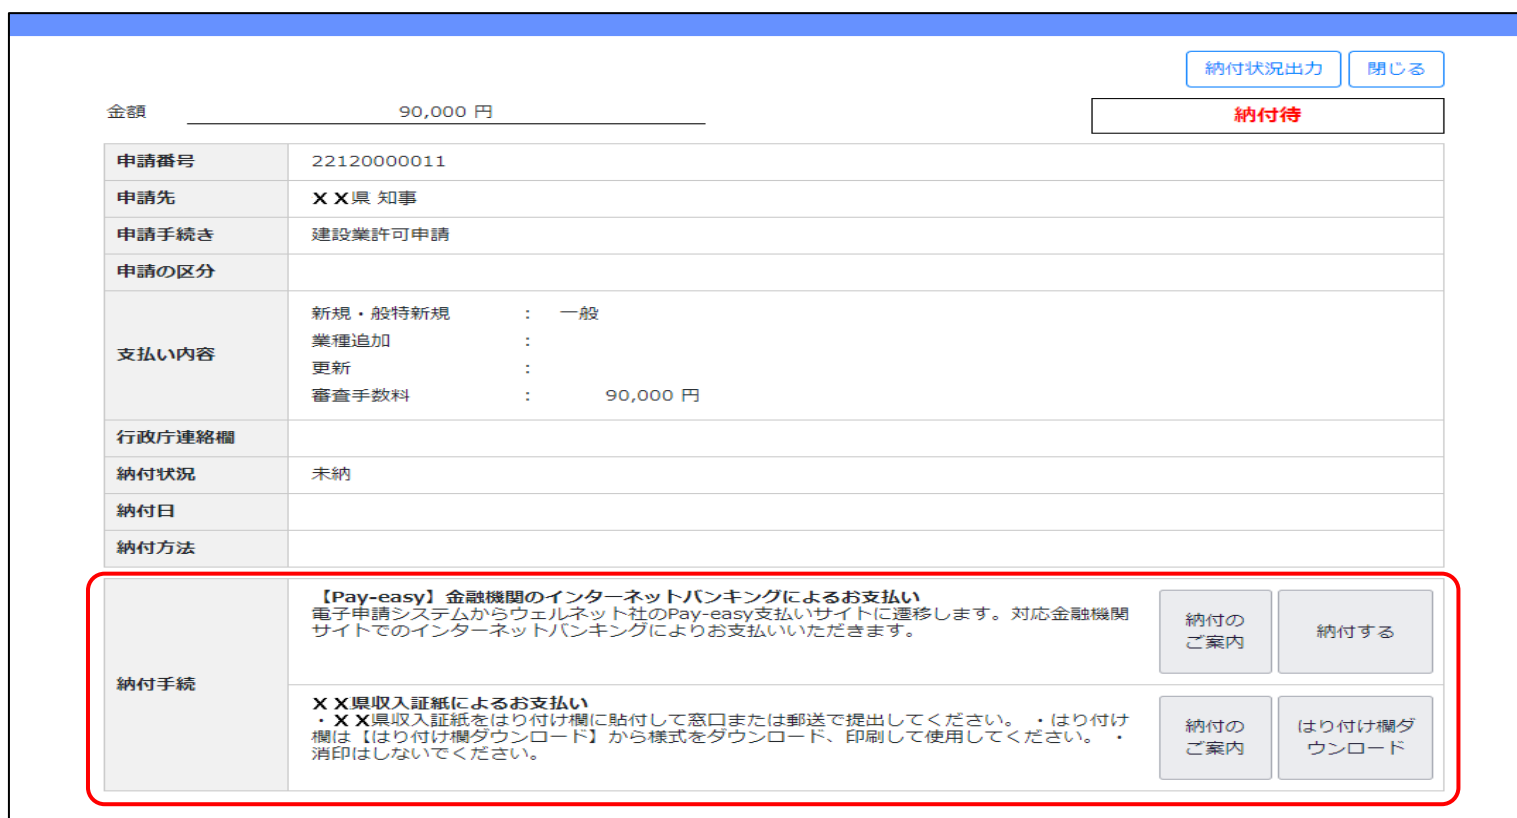 納付状況出力 閉じる
金額 90,000 円 納付待
申請番号 22120000011
申請先 XX県 知事
申請手続き 建設業許可申請
申請の区分
支払い内容
新規・般特新規 : 一般
業種追加 :
更新 :
審査手数料 : 90,000 円
行政庁連絡欄
納付状況 未納
納付日
納付方法
納付手続
【Pay-easy】金融機関のインターネットバンキングによるお支払い
電子申請システムからウェルネット社のPay-easy支払いサイトに遷移します。対応金融機関
サイトでのインターネットバンキングによりお支払いいただきます。
納付の
ご案内
納付する
XX県収入証紙によるお支払い
・XX県収入証紙をはり付け欄に貼付して窓口または郵送で提出してください。 ・はり付け
欄は【はり付け欄ダウンロード】から様式をダウンロード、印刷して使用してください。 ・
消印はしないでください。
納付の
ご案内
はり付け欄ダ
ウンロード